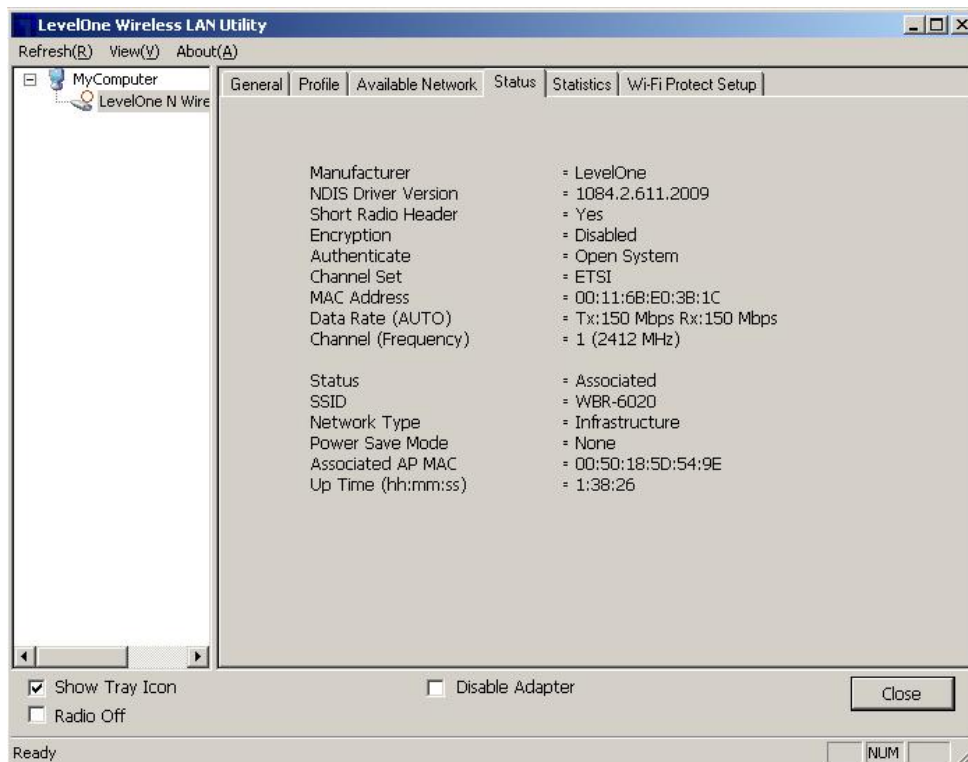 LevelOne Wireless LAN Utility
Refresh(R) View(V) About(A)
MyComputer
LevelOne N Wire
General Profile Available Network Status Statistics Wi-Fi Protect Setup
Manufacturer = LevelOne
NDIS Driver Version = 1084.2.611.2009
Short Radio Header = Yes
Encryption = Disabled
Authenticate = Open System
Channel Set = ETSI
MAC Address = 00:11:6B:E0:3B:1C
Data Rate (AUTO) = Tx:150 Mbps Rx:150 Mbps
Channel (Frequency) = 1 (2412 MHz)
Status = Associated
SSID = WBR-6020
Network Type = Infrastructure
Power Save Mode = None
Associated AP MAC = 00:50:18:5D:54:9E
Up Time (hh:mm:ss) = 1:38:26
Show Tray Icon Disable Adapter Close
Radio Off
Ready NUM